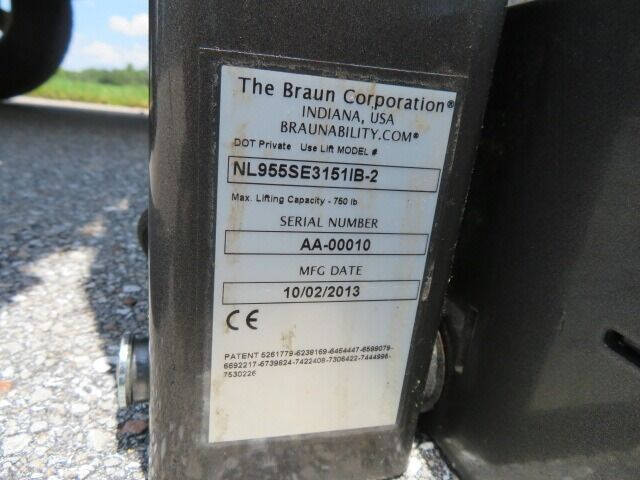 The Braun Corporation®
INDIANA, USA
BRAUNABILITY.COM®
DOT Private Use Lift MODEL #
NL955SE3151IB-2
Max. Lifting Capacity - 750 lb
SERIAL NUMBER
AA-00010
MFG DATE
10/02/2013
CE
PATENT 5261779-6238169-6454447-6599079-
6692217-6739824-7422408-7306422-7444996-
7530226